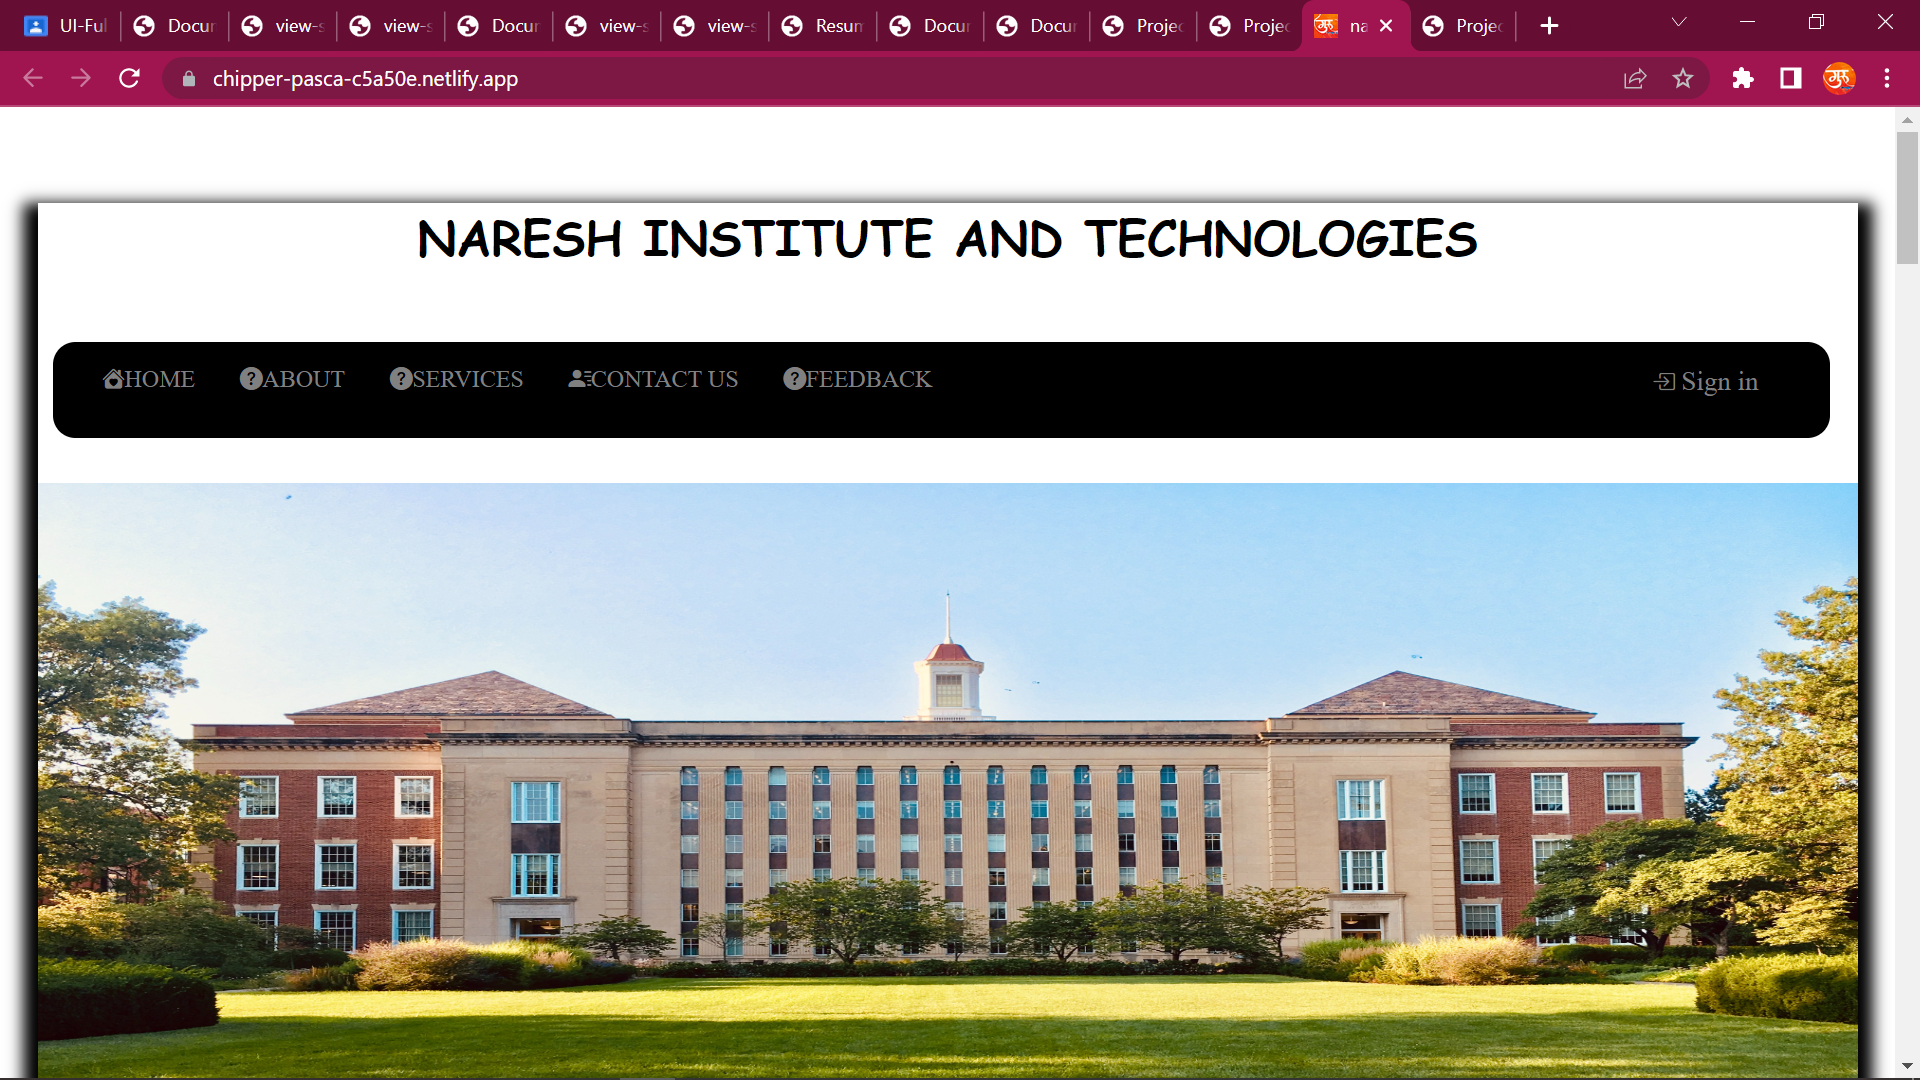 UI-Ful Docur view-s view-s Docur view-s view-s Resum Docur Docur Projec Projec na Projec
chipper-pasca-c5a50e.netlify.app
NARESH INSTITUTE AND TECHNOLOGIES
HOME ABOUT SERVICES CONTACT US FEEDBACK Sign in